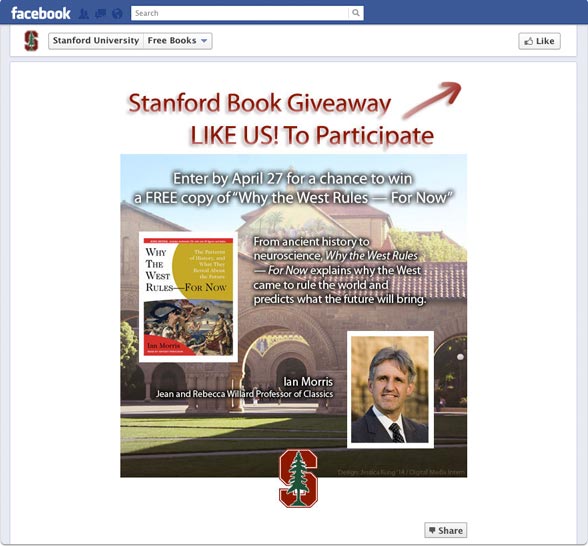 facebook
Search
Stanford University
Free Books
Like
Stanford Book Giveaway
LIKE US! To Participate
Enter by April 27 for a chance to win
a FREE copy of "Why the West Rules — For Now"
From ancient history to
neuroscience, Why the West Rules
— For Now explains why the West
came to rule the world and
predicts what the future will bring.
WHY
THE
WEST
RULES—FOR NOW
The Patterns
of History, and
What They
Reveal About
the Future
Ian Morris
Ian Morris
Jean and Rebecca Willard Professor of Classics
S
Design: Jessica Kung '14 / Digital Media Intern
Share